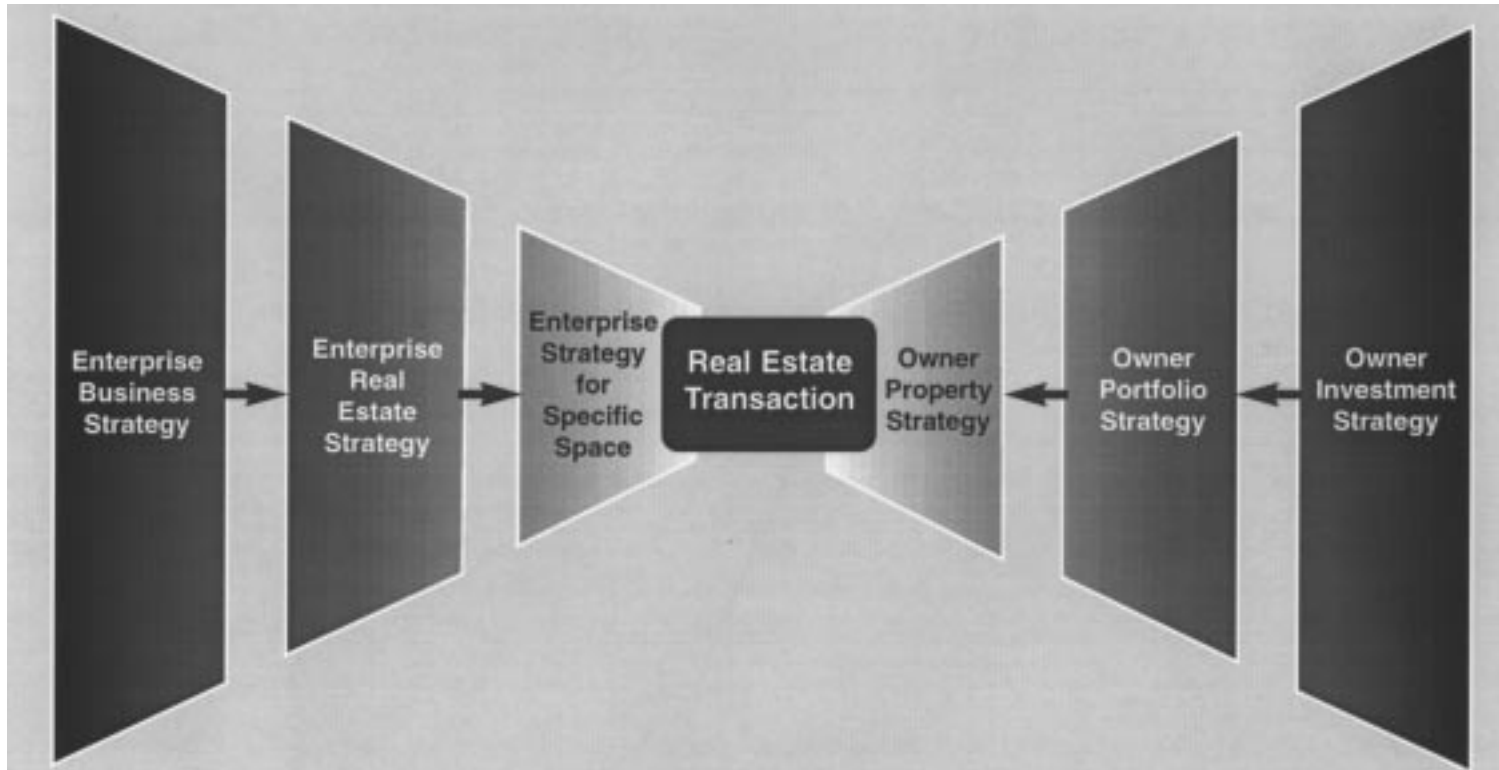 Enterprise
Business
Strategy
Enterprise
Real
Estate
Strategy
Enterprise
Strategy
for
Specific
Space
Real Estate
Transaction
Owner
Property
Strategy
Owner
Portfolio
Strategy
Owner
Investment
Strategy